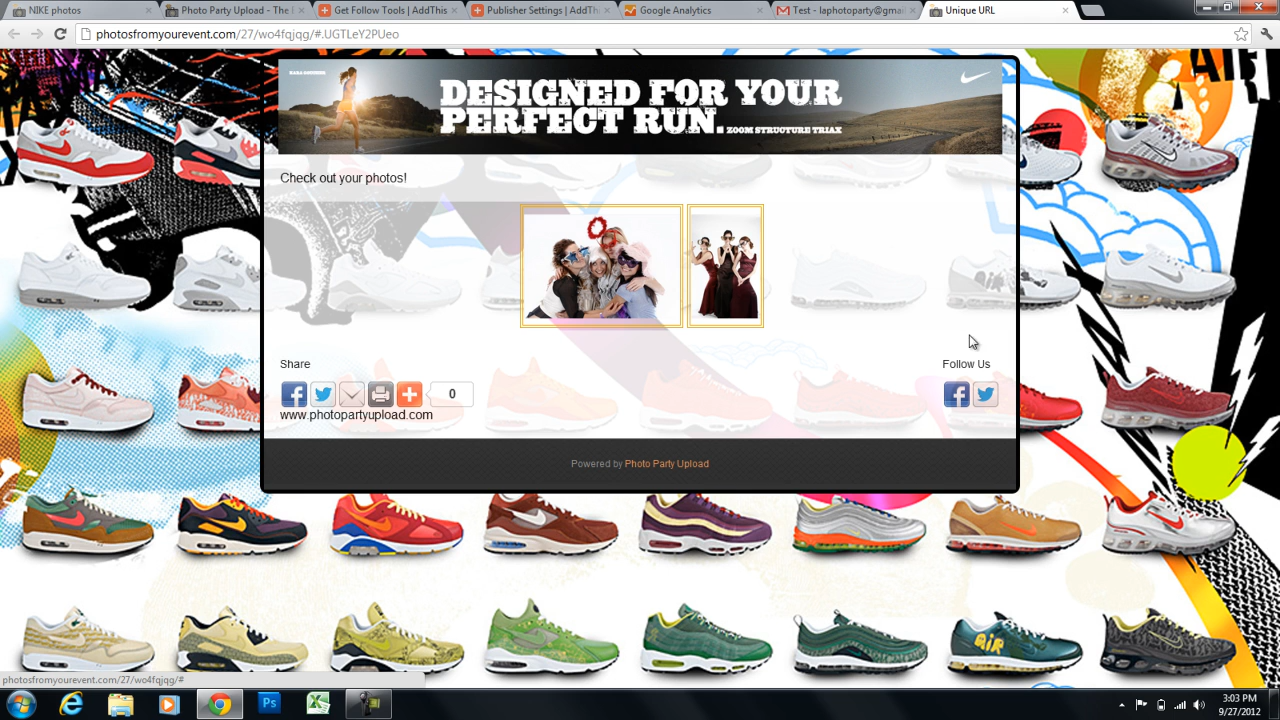 NIKE photos
Photo Party Upload - The
Get Follow Tools | AddThis
Publisher Settings | AddThi
Google Analytics
Test - laphotoparty@gmai
Unique URL
photosfromyourevent.com/27/wo4fqjqg/#.UGTLeY2PUeo
DESIGNED FOR YOUR
PERFECT RUN. ZOOM STRUCTURE TRIAX
Check out your photos!
Share
Follow Us
0
www.photopartyupload.com
Powered by Photo Party Upload
AIR
photosfromyourevent.com/27/wo4fqjqg/#
Ps
3:03 PM
9/27/2012